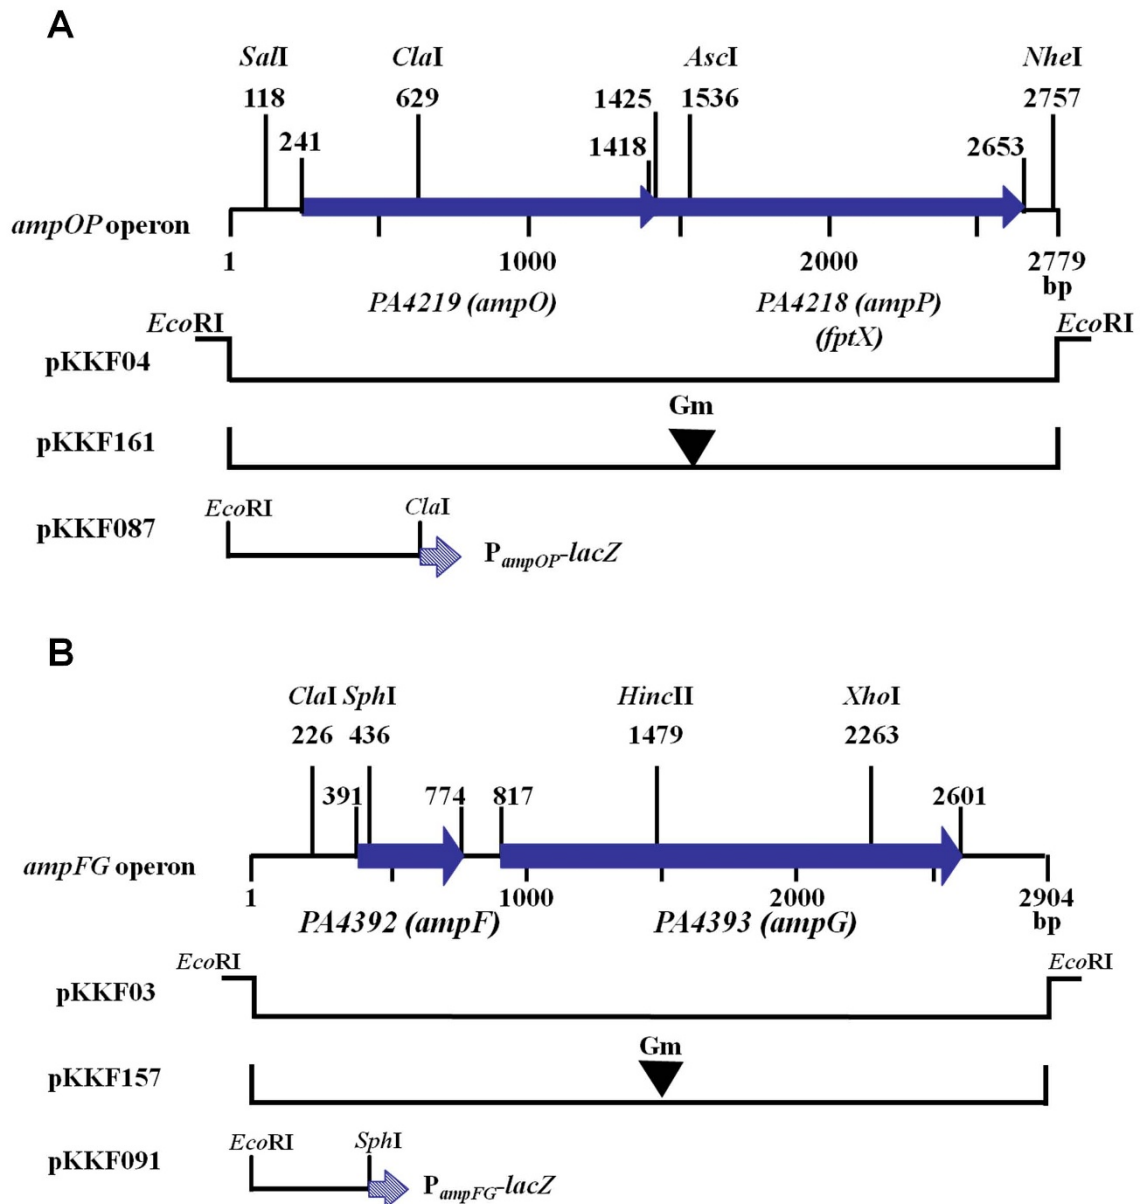 A
SalI ClaI AscI NheI
118 629 1425 1536 2757
241 1418 2653
ampOP operon
1 1000 2000 2779
bp
PA4219 (ampO) PA4218 (ampP)
(fptX)
EcoRI EcoRI
pKKF04
Gm
pKKF161
EcoRI ClaI
pKKF087
PampOP-lacZ
B
ClaI SphI HincII XhoI
226 436 1479 2263
391 774 817 2601
ampFG operon
1 1000 2000 2904
bp
PA4392 (ampF) PA4393 (ampG)
EcoRI EcoRI
pKKF03
Gm
pKKF157
EcoRI SphI
pKKF091
PampFG-lacZ